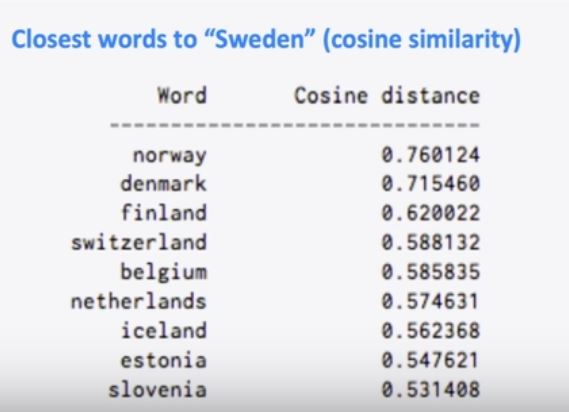 Closest words to “Sweden” (cosine similarity)
Word Cosine distance
---------------------------------------
norway 0.760124
denmark 0.715460
finland 0.620022
switzerland 0.588132
belgium 0.585835
netherlands 0.574631
iceland 0.562368
estonia 0.547621
slovenia 0.531408